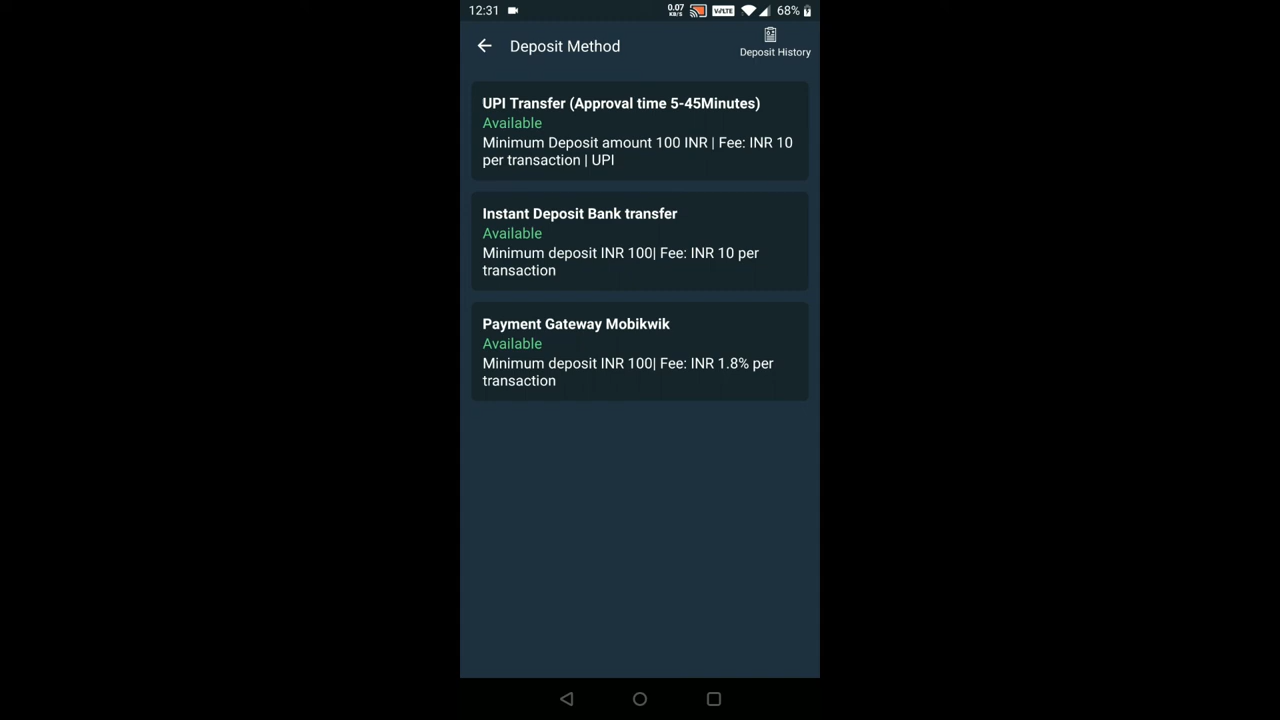 12:31 0.07 KB/S VoLTE 68%
Deposit Method
Deposit History
UPI Transfer (Approval time 5-45Minutes)
Available
Minimum Deposit amount 100 INR | Fee: INR 10
per transaction | UPI
Instant Deposit Bank transfer
Available
Minimum deposit INR 100| Fee: INR 10 per
transaction
Payment Gateway Mobikwik
Available
Minimum deposit INR 100| Fee: INR 1.8% per
transaction